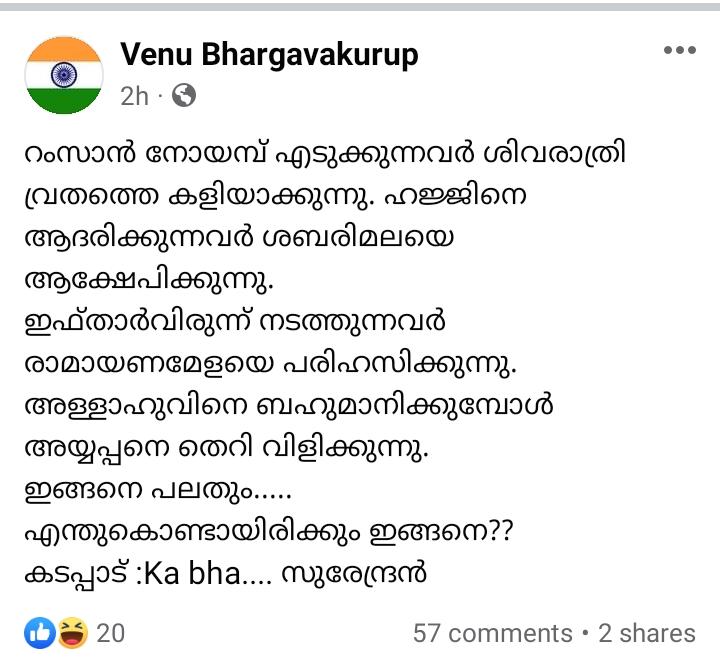 Venu Bhargavakurup
2h ·
റംസാൻ നോയമ്പ് എടുക്കുന്നവർ ശിവരാത്രി
വ്രതത്തെ കളിയാക്കുന്നു. ഹജ്ജിനെ
ആദരിക്കുന്നവർ ശബരിമലയെ
ആക്ഷേപിക്കുന്നു.
ഇഫ്താർവിരുന്ന് നടത്തുന്നവർ
രാമായണമേളയെ പരിഹസിക്കുന്നു.
അള്ളാഹുവിനെ ബഹുമാനിക്കുമ്പോൾ
അയ്യപ്പനെ തെറി വിളിക്കുന്നു.
ഇങ്ങനെ പലതും.....
എന്തുകൊണ്ടായിരിക്കും ഇങ്ങനെ??
കടപ്പാട് :Ka bha.... സുരേന്ദ്രൻ
20 57 comments • 2 shares